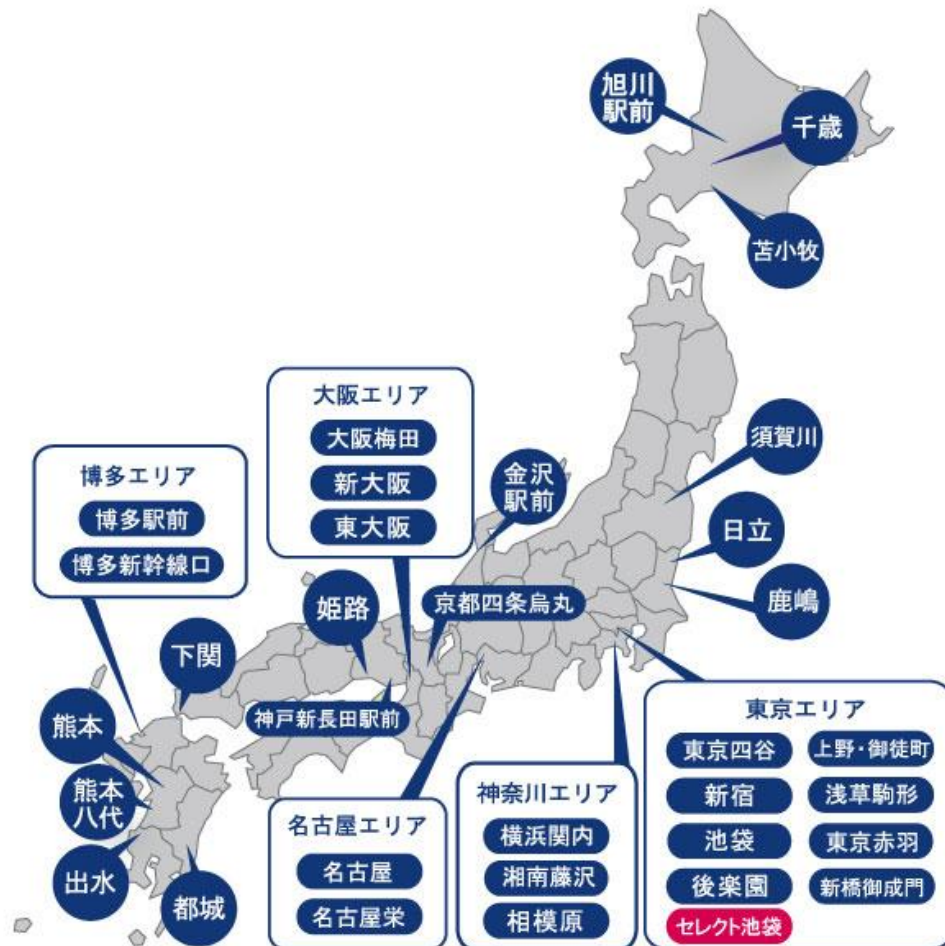 旭川
駅前
千歳
苫小牧
大阪エリア
大阪梅田
新大阪
東大阪
金沢
駅前
須賀川
博多エリア
博多駅前
博多新幹線口
日立
鹿嶋
姫路
京都四条烏丸
下関
神戸新長田駅前
熊本
熊本
八代
出水
都城
名古屋エリア
名古屋
名古屋栄
神奈川エリア
横浜関内
湘南藤沢
相模原
東京エリア
東京四谷
上野・御徒町
新宿
浅草駒形
池袋
東京赤羽
後楽園
新橋御成門
セレクト池袋